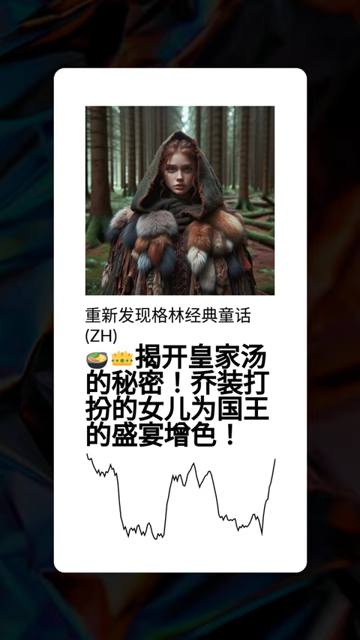 重新发现格林经典童话
(ZH)
🍲👑揭开皇家汤
的秘密！乔装打
扮的女儿为国王
的盛宴增色！